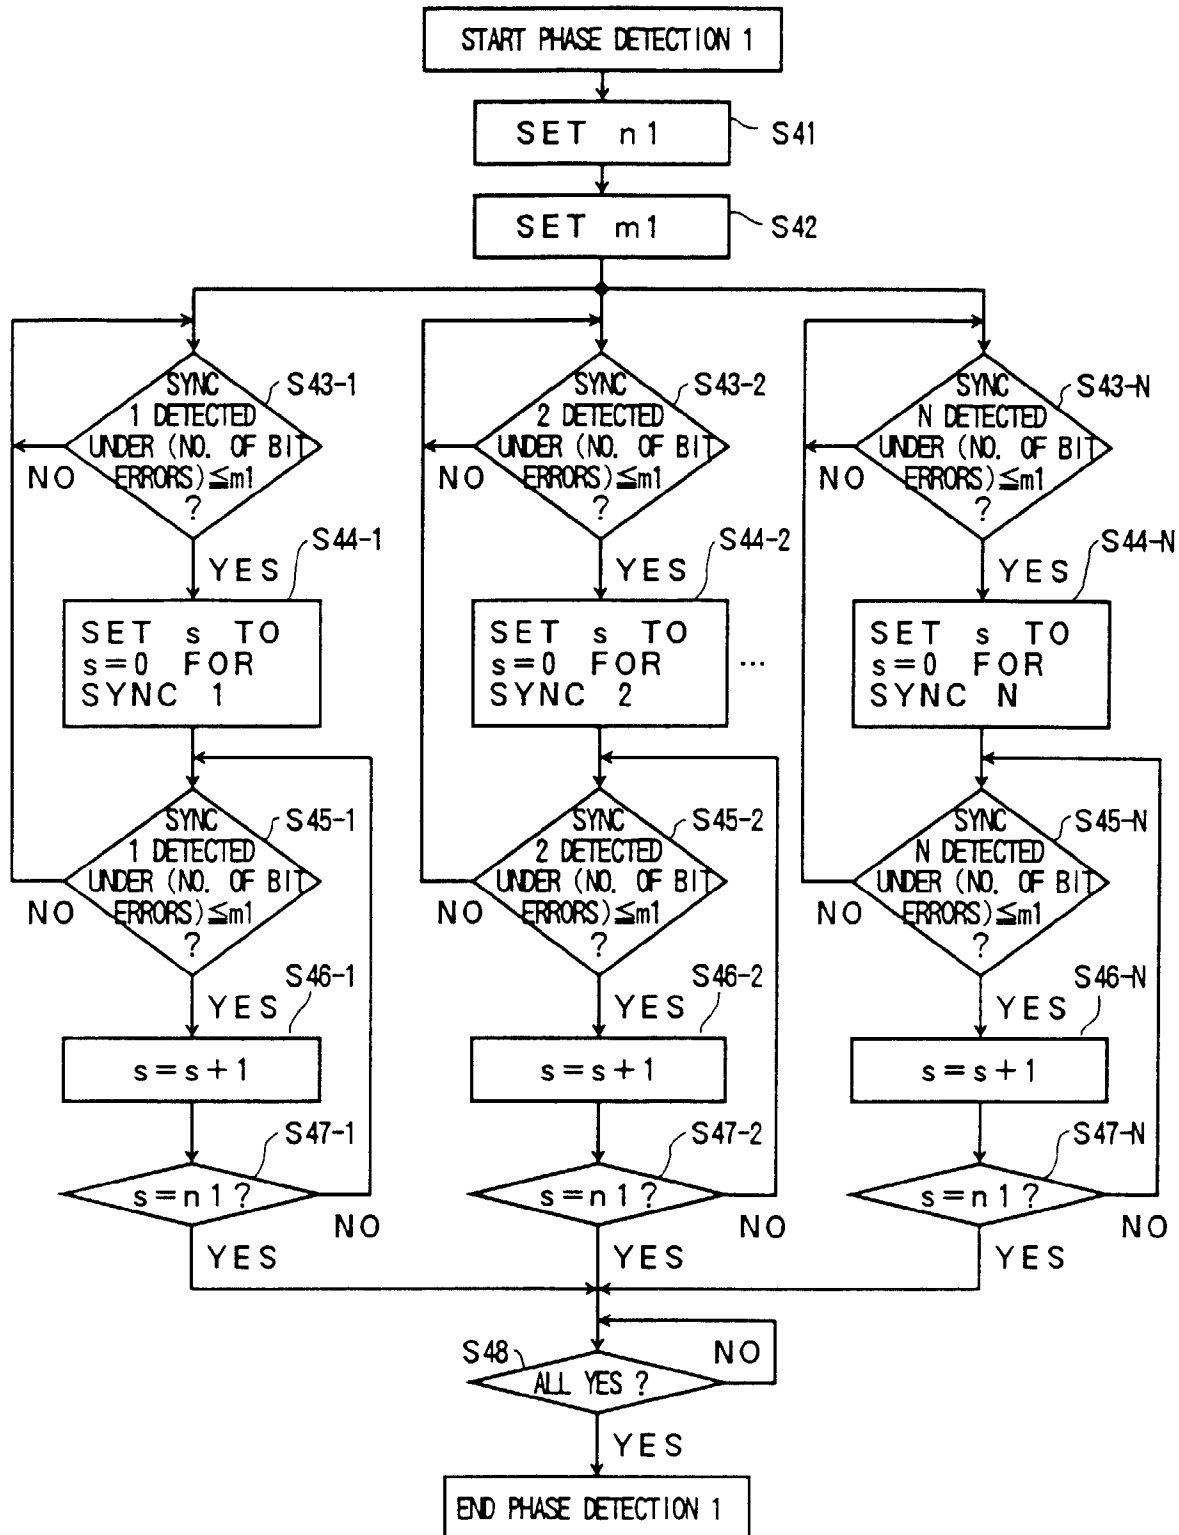 START PHASE DETECTION 1
SET n1
S41
SET m1
S42
SYNC
1 DETECTED
UNDER (NO. OF BIT
ERRORS)≦m1
?
S43-1
NO
YES
SYNC
2 DETECTED
UNDER (NO. OF BIT
ERRORS)≦m1
?
S43-2
NO
YES
SYNC
N DETECTED
UNDER (NO. OF BIT
ERRORS)≦m1
?
S43-N
NO
YES
S44-1
SET s TO
s=0 FOR
SYNC 1
S44-2
SET s TO
s=0 FOR
SYNC 2
...
S44-N
SET s TO
s=0 FOR
SYNC N
SYNC
1 DETECTED
UNDER (NO. OF BIT
ERRORS)≦m1
?
S45-1
NO
YES
SYNC
2 DETECTED
UNDER (NO. OF BIT
ERRORS)≦m1
?
S45-2
NO
YES
SYNC
N DETECTED
UNDER (NO. OF BIT
ERRORS)≦m1
?
S45-N
NO
YES
S46-1
s=s+1
S46-2
s=s+1
S46-N
s=s+1
S47-1
s=n1?
NO
YES
S47-2
s=n1?
NO
YES
S47-N
s=n1?
NO
YES
S48
ALL YES ?
NO
YES
END PHASE DETECTION 1